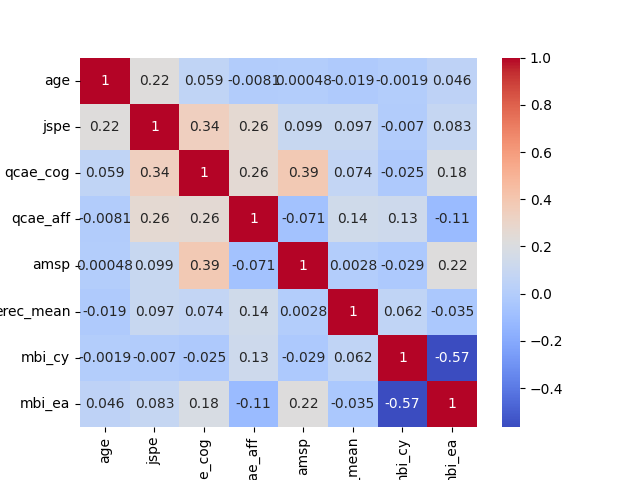 age 1 0.22 0.059 -0.0081 0.00048 -0.019 -0.0019 0.046
jspe 0.22 1 0.34 0.26 0.099 0.097 -0.007 0.083
qcae_cog 0.059 0.34 1 0.26 0.39 0.074 -0.025 0.18
qcae_aff -0.0081 0.26 0.26 1 -0.071 0.14 0.13 -0.11
amsp -0.00048 0.099 0.39 -0.071 1 0.0028 -0.029 0.22
erec_mean -0.019 0.097 0.074 0.14 0.0028 1 0.062 -0.035
mbi_cy -0.0019 -0.007 -0.025 0.13 -0.029 0.062 1 -0.57
mbi_ea 0.046 0.083 0.18 -0.11 0.22 -0.035 -0.57 1
age jspe e_cog ae_aff amsp _mean mbi_cy mbi_ea
1.0
0.8
0.6
0.4
0.2
0.0
−0.2
−0.4